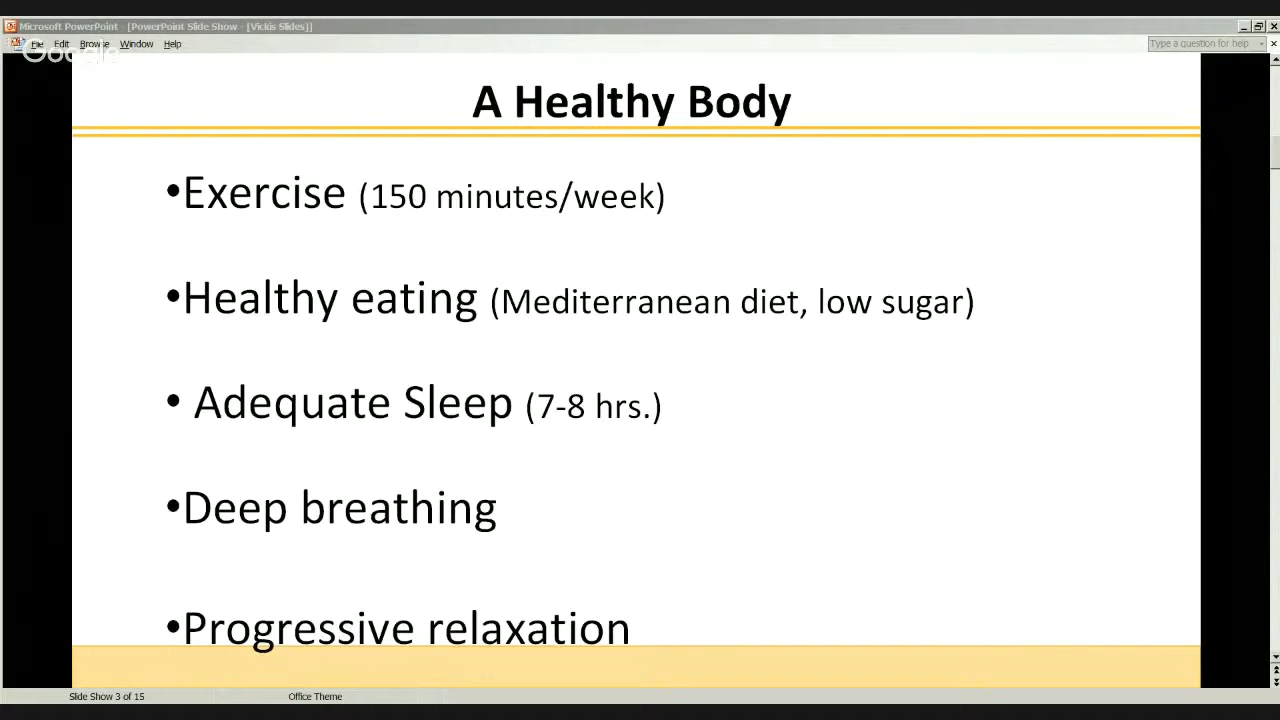 Microsoft PowerPoint - [PowerPoint Slide Show - [Vickis Slides]]
File Edit Browse Window Help
Type a question for help
Google
A Healthy Body
•Exercise (150 minutes/week)
•Healthy eating (Mediterranean diet, low sugar)
• Adequate Sleep (7-8 hrs.)
•Deep breathing
•Progressive relaxation
Slide Show 3 of 15
Office Theme